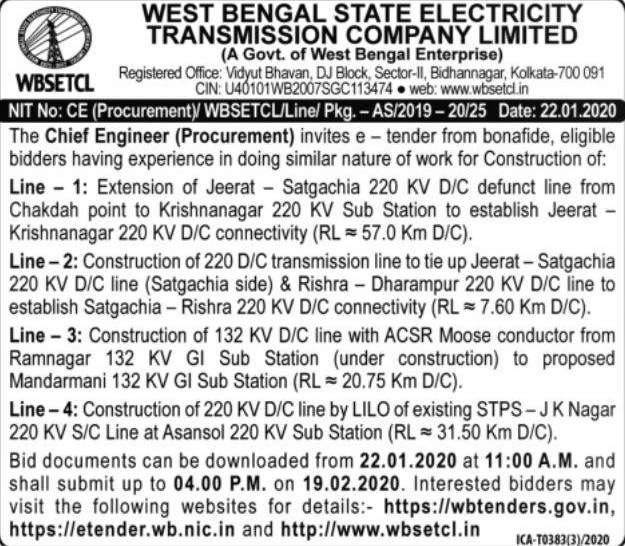 WEST BENGAL STATE ELECTRICITY
TRANSMISSION COMPANY LIMITED
(A Govt. of West Bengal Enterprise)
Registered Office: Vidyut Bhavan, DJ Block, Sector-II, Bidhannagar, Kolkata-700 091
CIN: U40101WB2007SGC113474 ● web: www.wbsetcl.in
WBSETCL
NIT No: CE (Procurement)/ WBSETCL/Line/ Pkg. – AS/2019 – 20/25 Date: 22.01.2020
The Chief Engineer (Procurement) invites e – tender from bonafide, eligible
bidders having experience in doing similar nature of work for Construction of:
Line – 1: Extension of Jeerat – Satgachia 220 KV D/C defunct line from
Chakdah point to Krishnanagar 220 KV Sub Station to establish Jeerat –
Krishnanagar 220 KV D/C connectivity (RL ≈ 57.0 Km D/C).
Line – 2: Construction of 220 D/C transmission line to tie up Jeerat – Satgachia
220 KV D/C line (Satgachia side) & Rishra – Dharampur 220 KV D/C line to
establish Satgachia – Rishra 220 KV D/C connectivity (RL ≈ 7.60 Km D/C).
Line – 3: Construction of 132 KV D/C line with ACSR Moose conductor from
Ramnagar 132 KV GI Sub Station (under construction) to proposed
Mandarmani 132 KV GI Sub Station (RL ≈ 20.75 Km D/C).
Line – 4: Construction of 220 KV D/C line by LILO of existing STPS – J K Nagar
220 KV S/C Line at Asansol 220 KV Sub Station (RL ≈ 31.50 Km D/C).
Bid documents can be downloaded from 22.01.2020 at 11:00 A.M. and
shall submit up to 04.00 P.M. on 19.02.2020. Interested bidders may
visit the following websites for details:- https://wbtenders.gov.in,
https://etender.wb.nic.in and http://www.wbsetcl.in
ICA-T0383(3)/2020